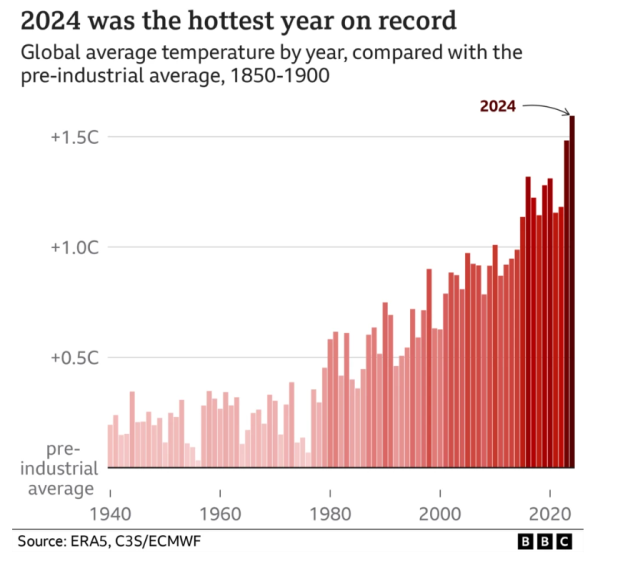 2024 was the hottest year on record
Global average temperature by year, compared with the
pre-industrial average, 1850-1900
2024
+1.5C
+1.0C
+0.5C
pre-
industrial
average
1940 1960 1980 2000 2020
Source: ERA5, C3S/ECMWF BBC